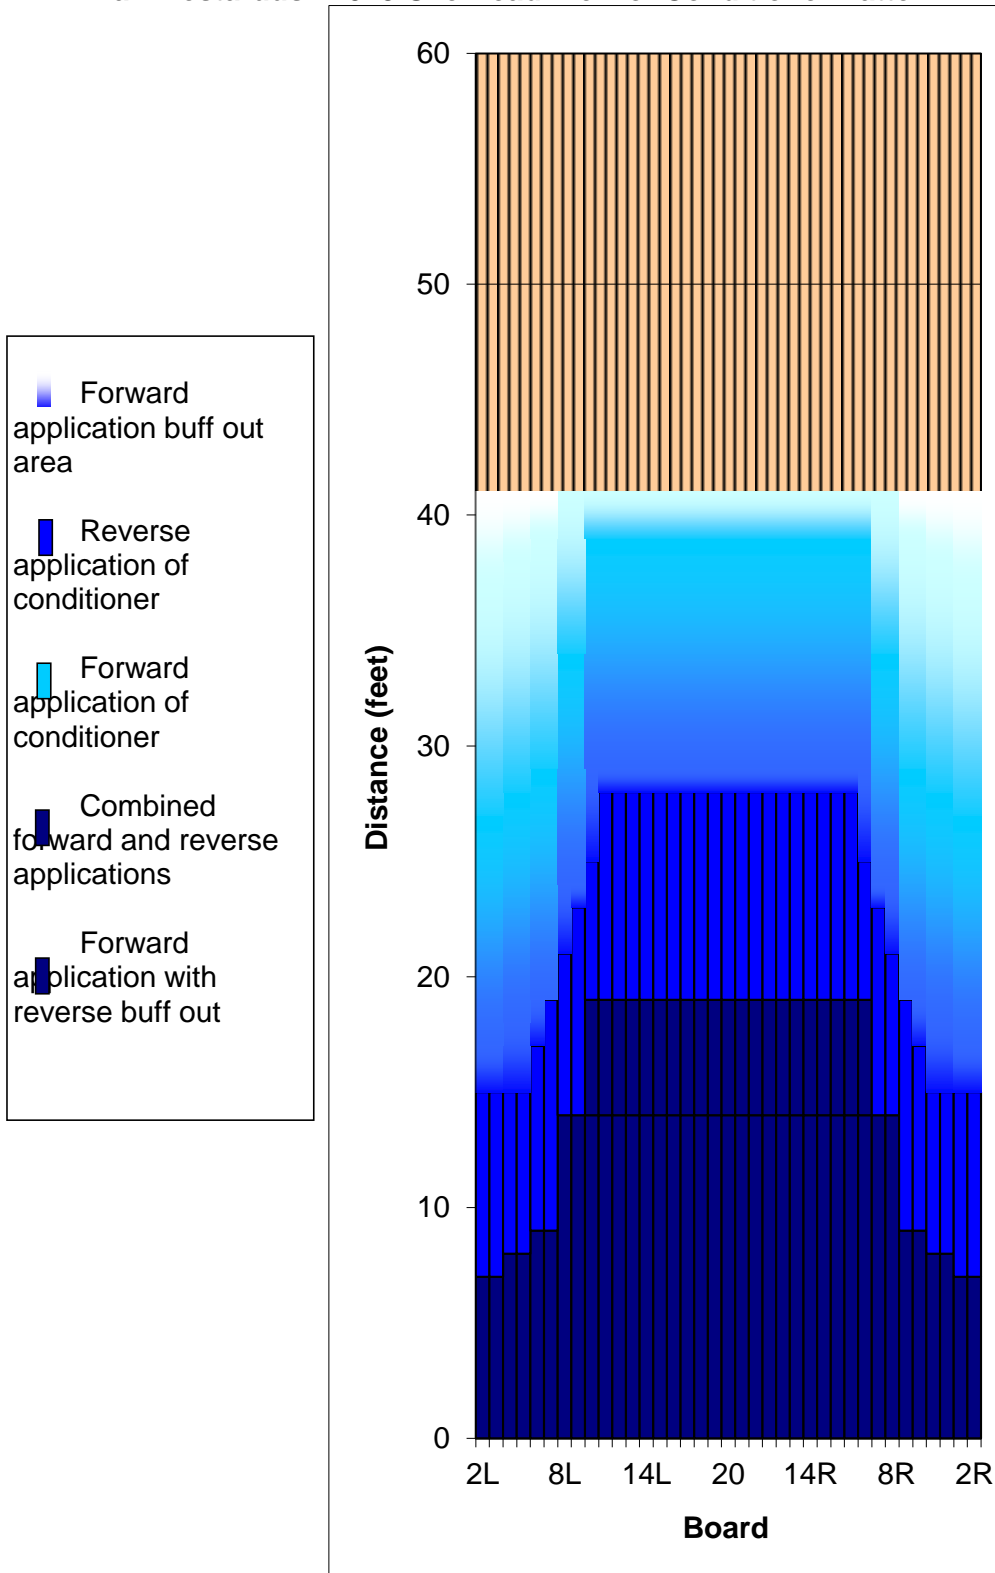 60
50
40
30
20
10
0
Distance (feet)
2L 8L 14L 20 14R 8R 2R
Board
Forward
application buff out
area
Reverse
application of
conditioner
Forward
application of
conditioner
Combined
forward and reverse
applications
Forward
application with
reverse buff out